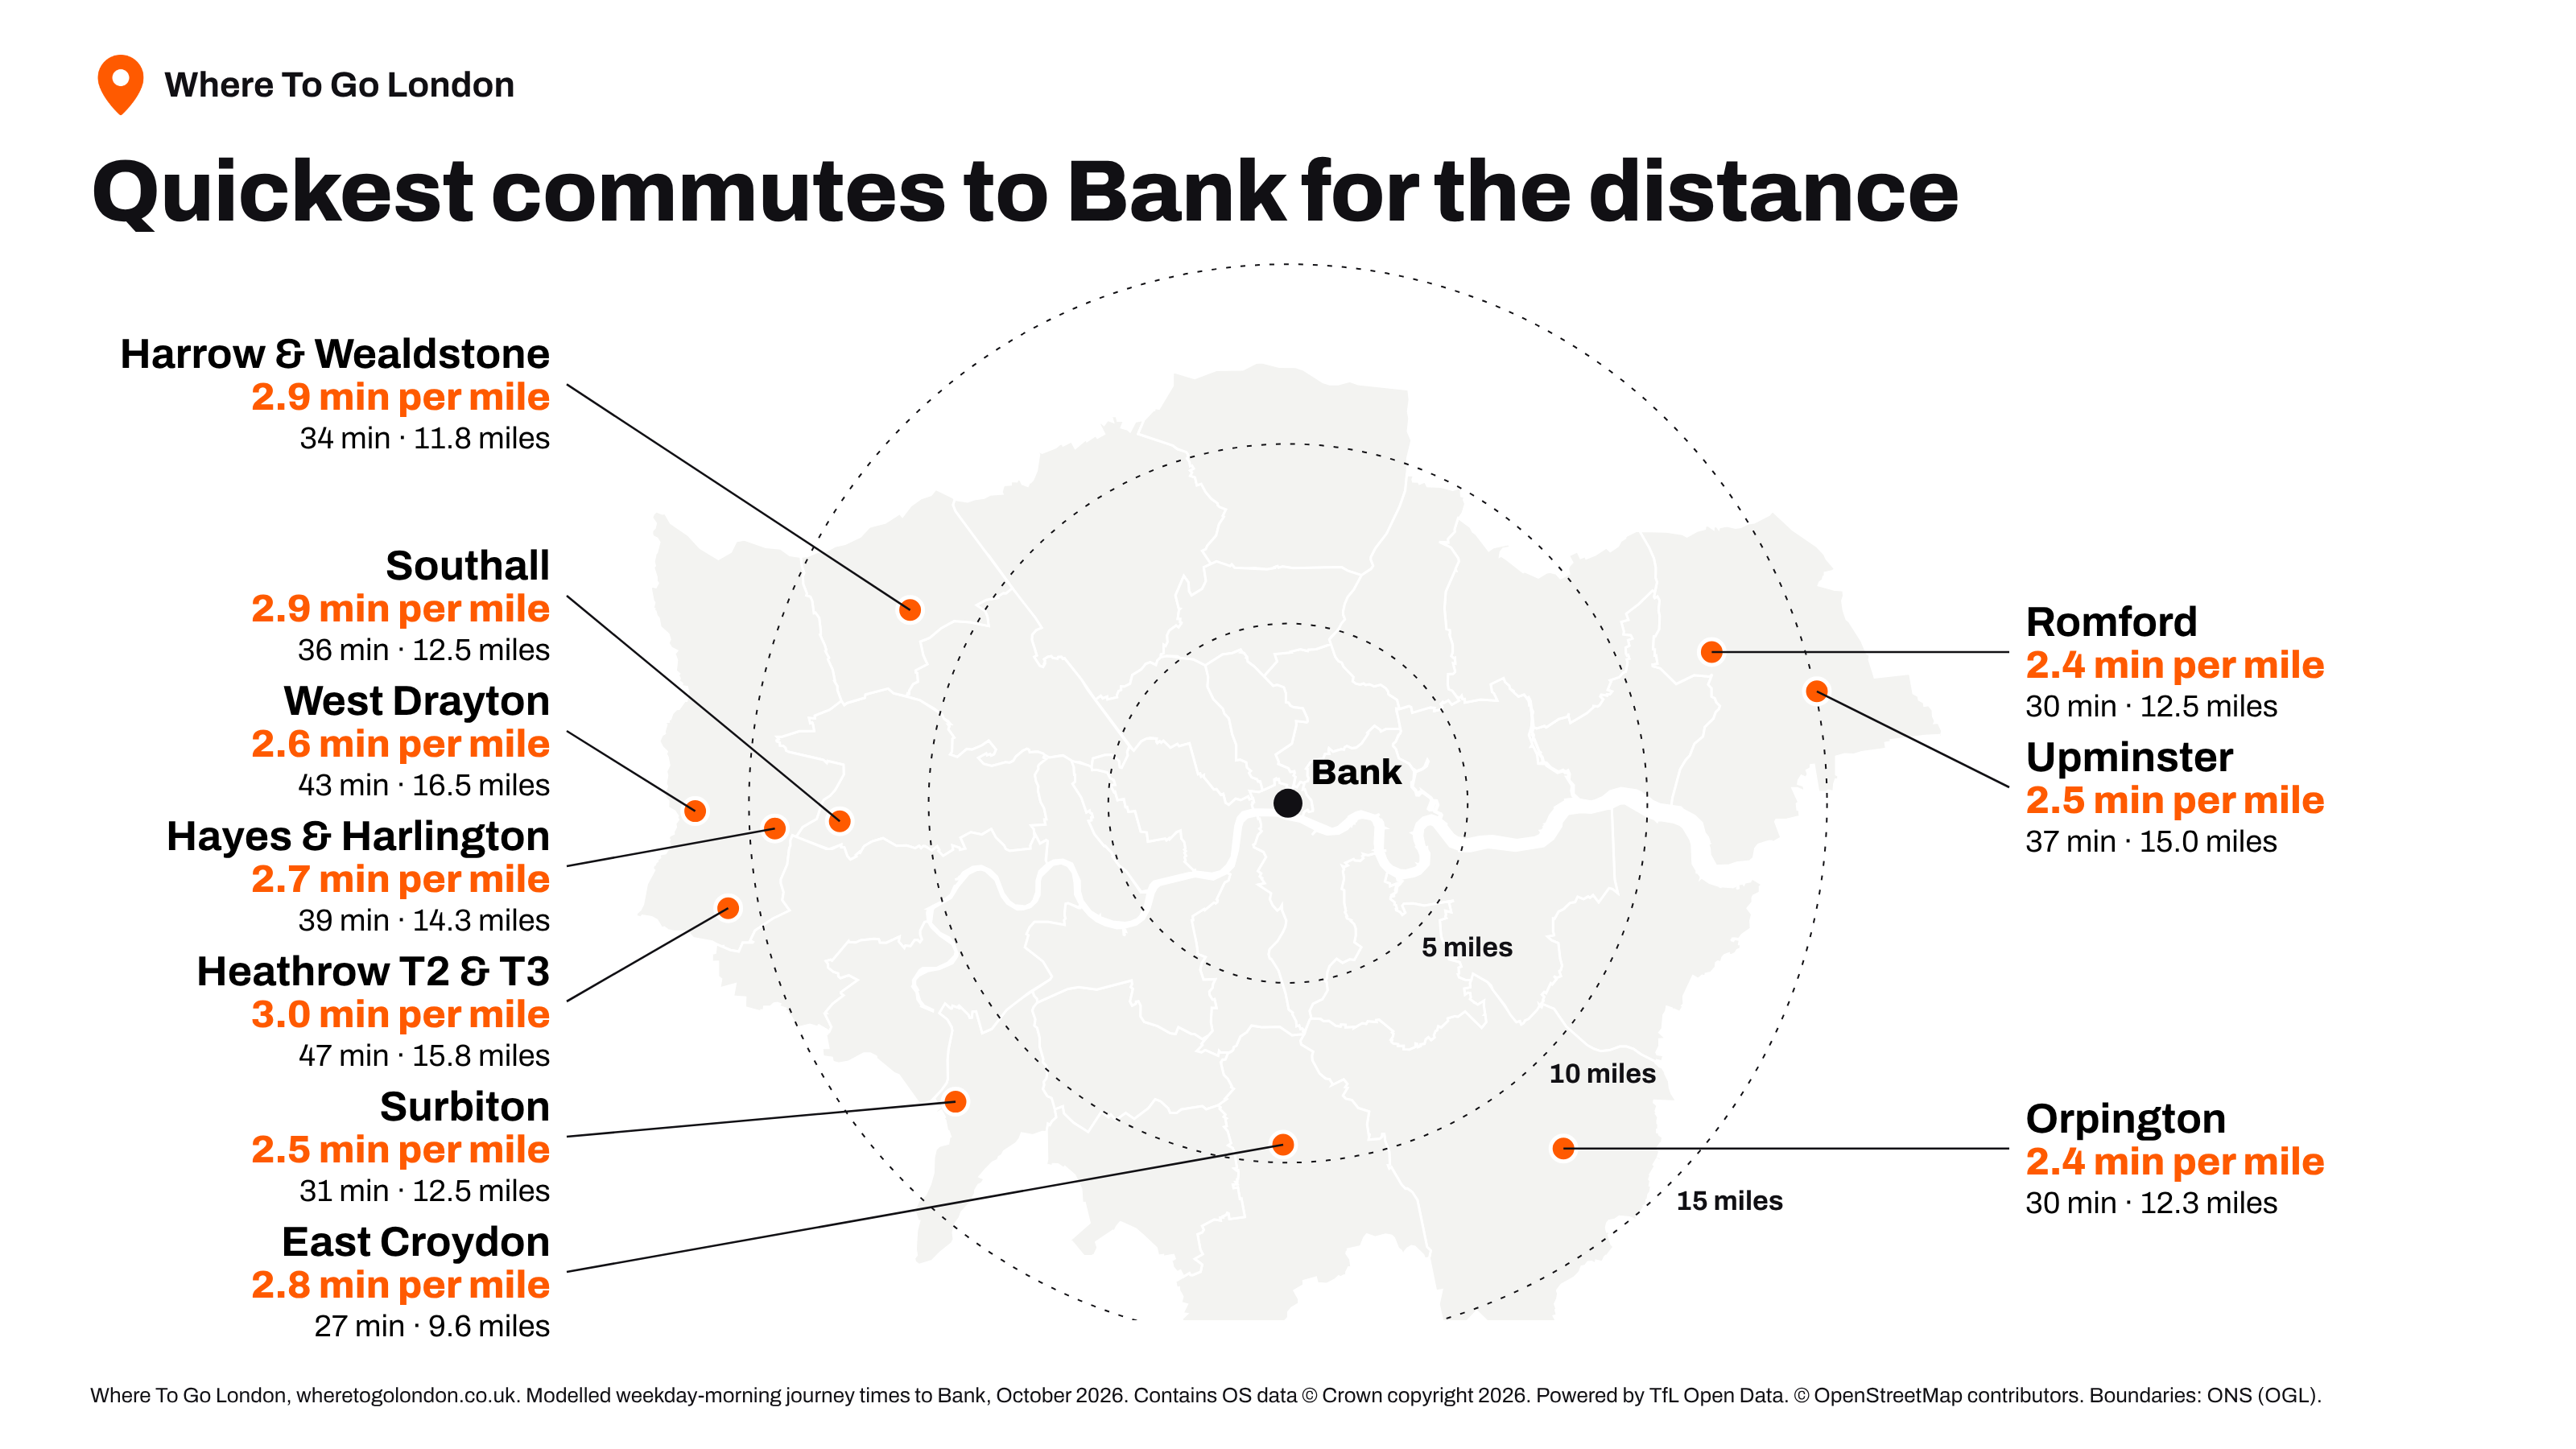 Where To Go London
Quickest commutes to Bank for the distance
Harrow & Wealdstone
2.9 min per mile
34 min · 11.8 miles
Southall
2.9 min per mile
36 min · 12.5 miles
West Drayton
2.6 min per mile
43 min · 16.5 miles
Hayes & Harlington
2.7 min per mile
39 min · 14.3 miles
Heathrow T2 & T3
3.0 min per mile
47 min · 15.8 miles
Surbiton
2.5 min per mile
31 min · 12.5 miles
East Croydon
2.8 min per mile
27 min · 9.6 miles
Bank
5 miles
10 miles
15 miles
Romford
2.4 min per mile
30 min · 12.5 miles
Upminster
2.5 min per mile
37 min · 15.0 miles
Orpington
2.4 min per mile
30 min · 12.3 miles
Where To Go London, wheretogolondon.co.uk. Modelled weekday-morning journey times to Bank, October 2026. Contains OS data © Crown copyright 2026. Powered by TfL Open Data. © OpenStreetMap contributors. Boundaries: ONS (OGL).